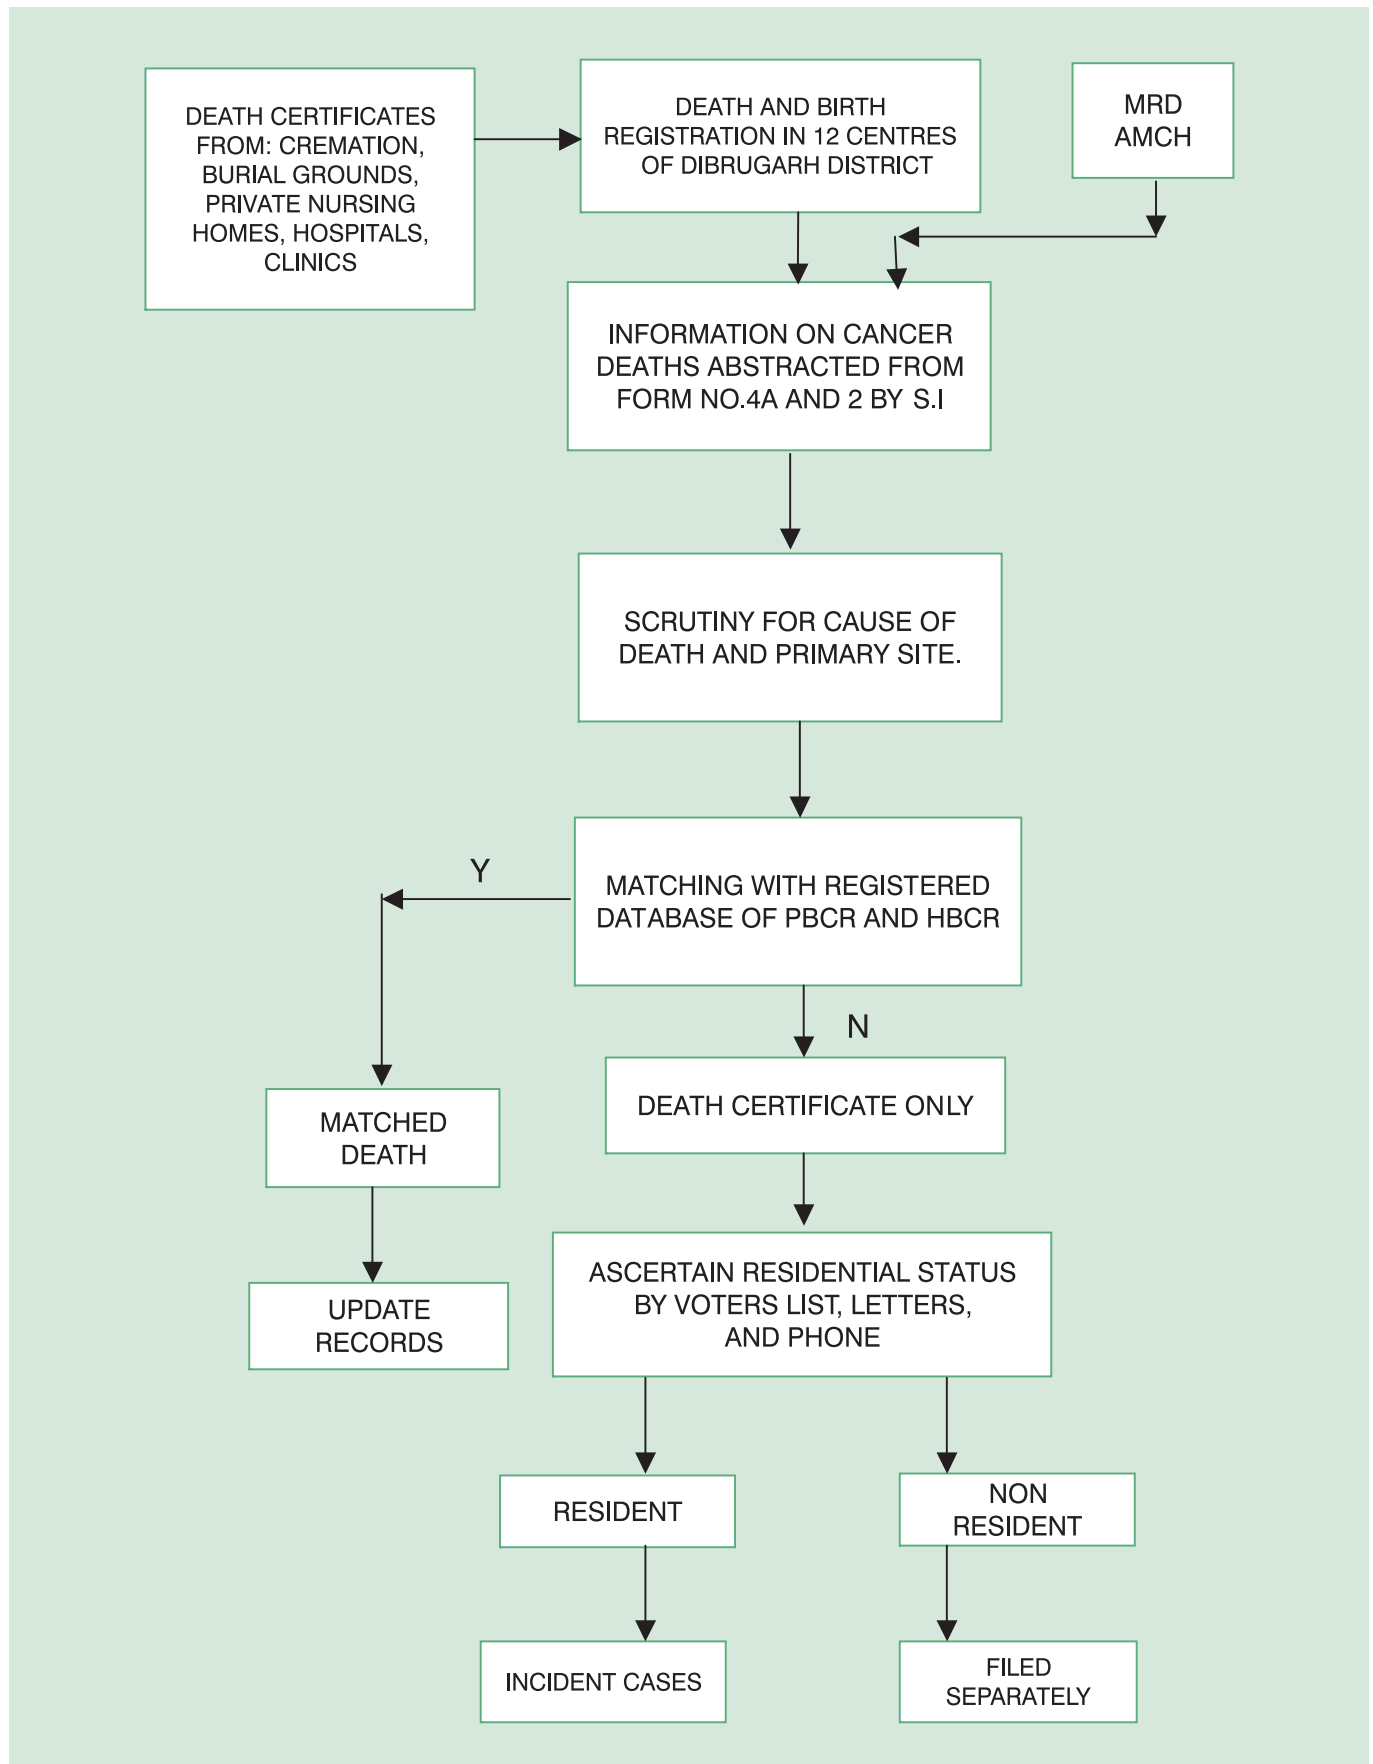 DEATH CERTIFICATES
FROM: CREMATION,
BURIAL GROUNDS,
PRIVATE NURSING
HOMES, HOSPITALS,
CLINICS
DEATH AND BIRTH
REGISTRATION IN 12 CENTRES
OF DIBRUGARH DISTRICT
MRD
AMCH
INFORMATION ON CANCER
DEATHS ABSTRACTED FROM
FORM NO.4A AND 2 BY S.I
SCRUTINY FOR CAUSE OF
DEATH AND PRIMARY SITE.
MATCHING WITH REGISTERED
DATABASE OF PBCR AND HBCR
Y
N
MATCHED
DEATH
UPDATE
RECORDS
DEATH CERTIFICATE ONLY
ASCERTAIN RESIDENTIAL STATUS
BY VOTERS LIST, LETTERS,
AND PHONE
RESIDENT
NON
RESIDENT
INCIDENT CASES
FILED
SEPARATELY